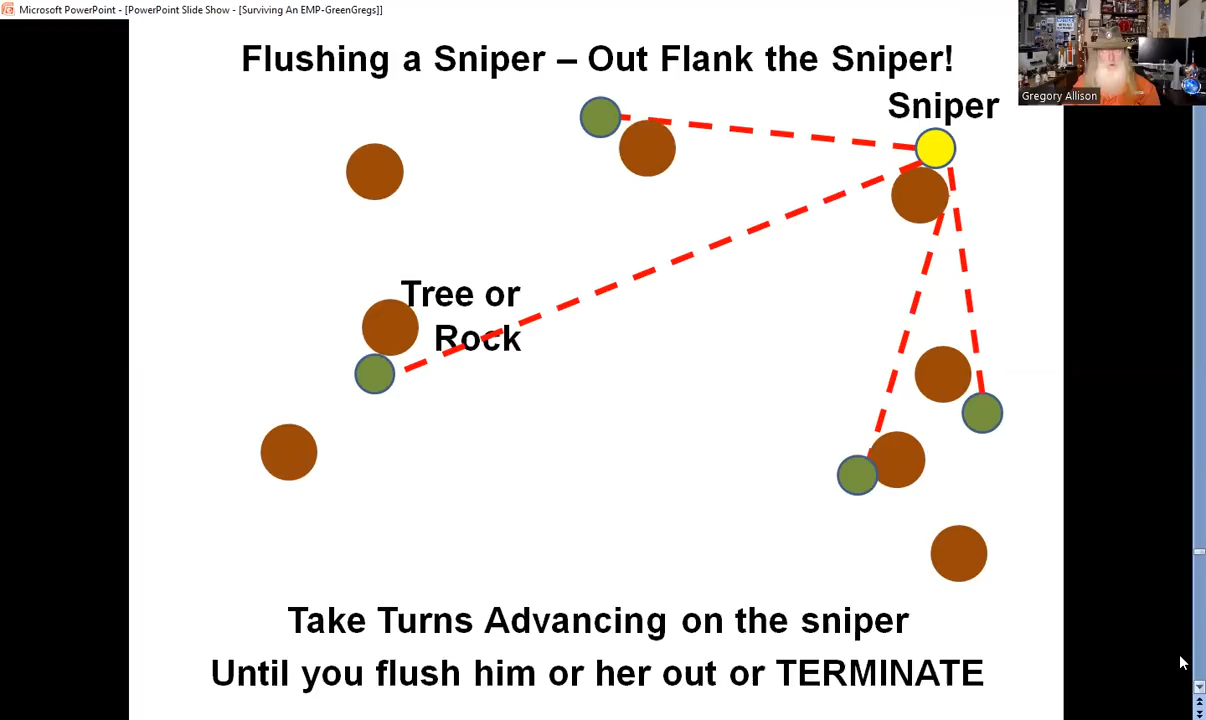 Microsoft PowerPoint - [PowerPoint Slide Show - [Surviving An EMP-GreenGregs]]
Flushing a Sniper – Out Flank the Sniper!
Gregory Allison
Sniper
Tree or
Rock
Take Turns Advancing on the sniper
Until you flush him or her out or TERMINATE